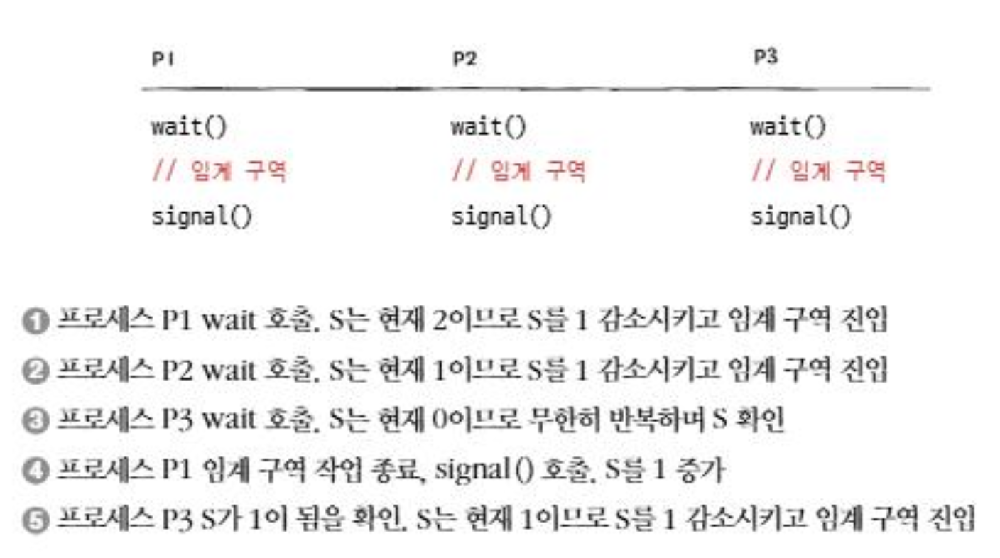 P1 P2 P3
wait() wait() wait()
// 임계 구역 // 임계 구역 // 임계 구역
signal() signal() signal()
1 프로세스 P1 wait 호출. S는 현재 2이므로 S를 1 감소시키고 임계 구역 진입
2 프로세스 P2 wait 호출. S는 현재 1이므로 S를 1 감소시키고 임계 구역 진입
3 프로세스 P3 wait 호출. S는 현재 0이므로 무한히 반복하며 S 확인
4 프로세스 P1 임계 구역 작업 종료, signal() 호출. S를 1 증가
5 프로세스 P3 S가 1이 됨을 확인. S는 현재 1이므로 S를 1 감소시키고 임계 구역 진입